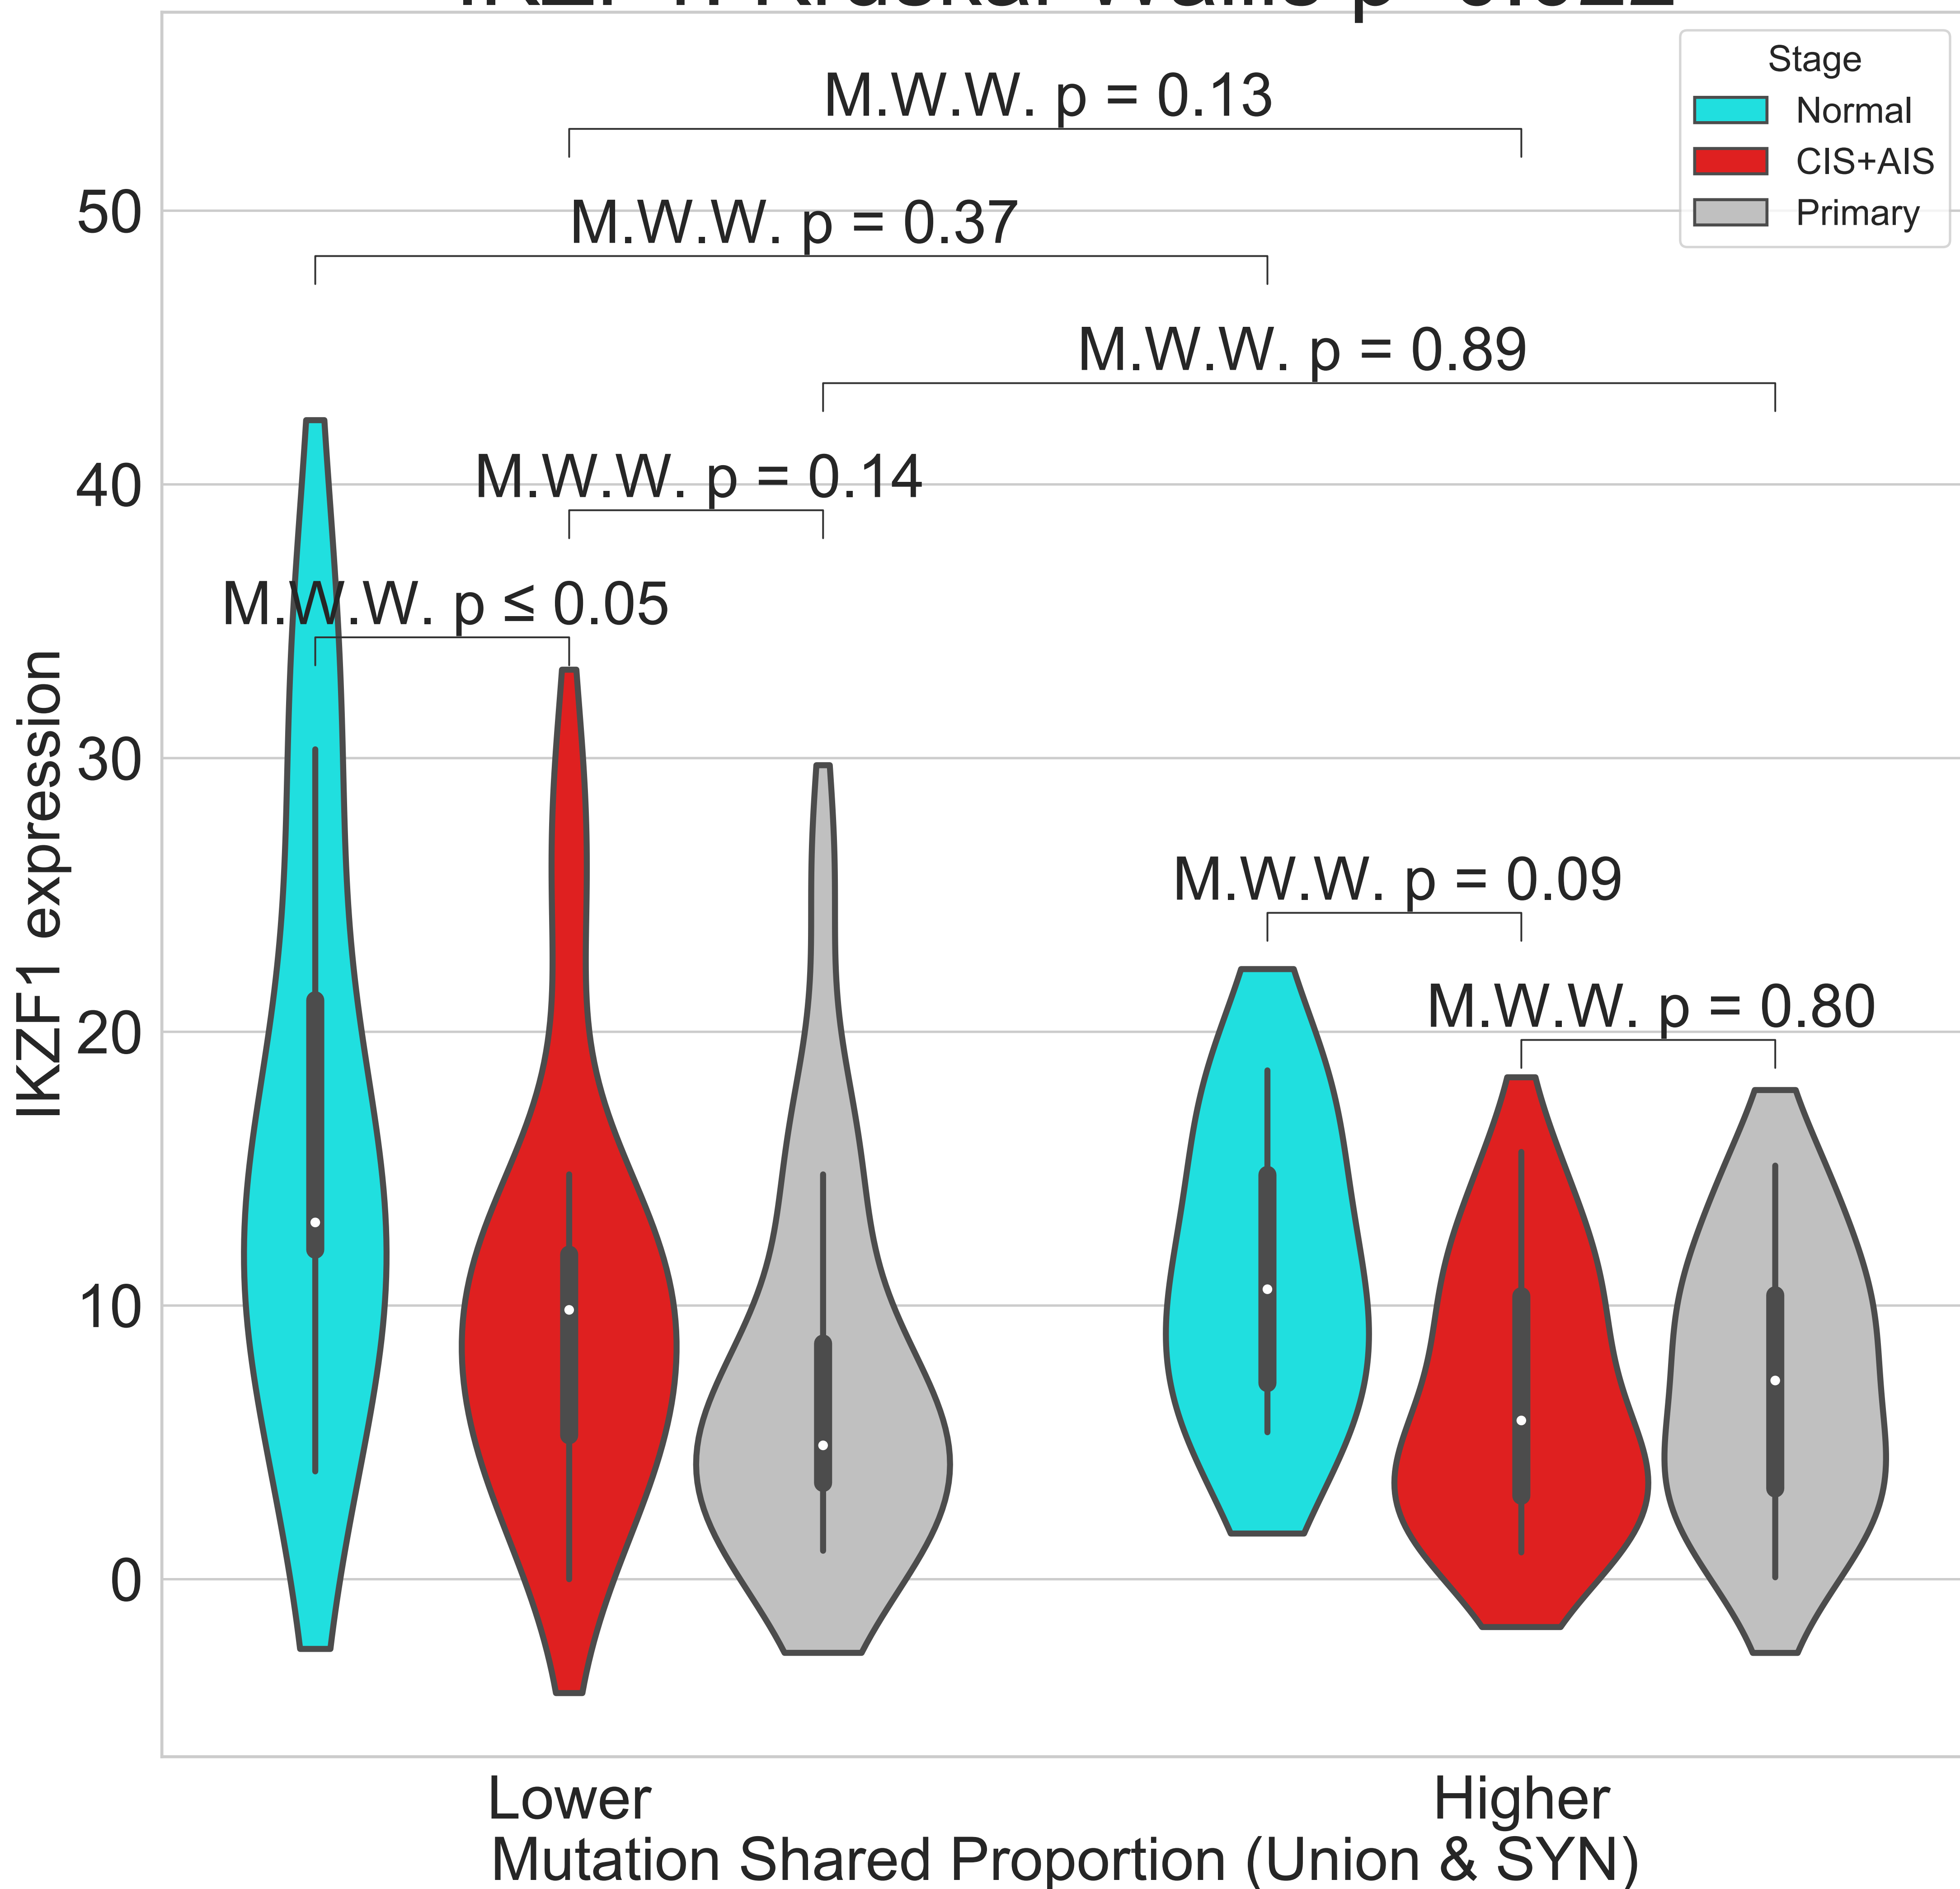 Stage
Normal
CIS+AIS
Primary
M.W.W. p = 0.13
M.W.W. p = 0.37
M.W.W. p = 0.89
M.W.W. p = 0.14
M.W.W. p ≤ 0.05
M.W.W. p = 0.09
M.W.W. p = 0.80
50
40
30
20
10
0
IKZF1 expression
Lower
Higher
Mutation Shared Proportion (Union & SYN)